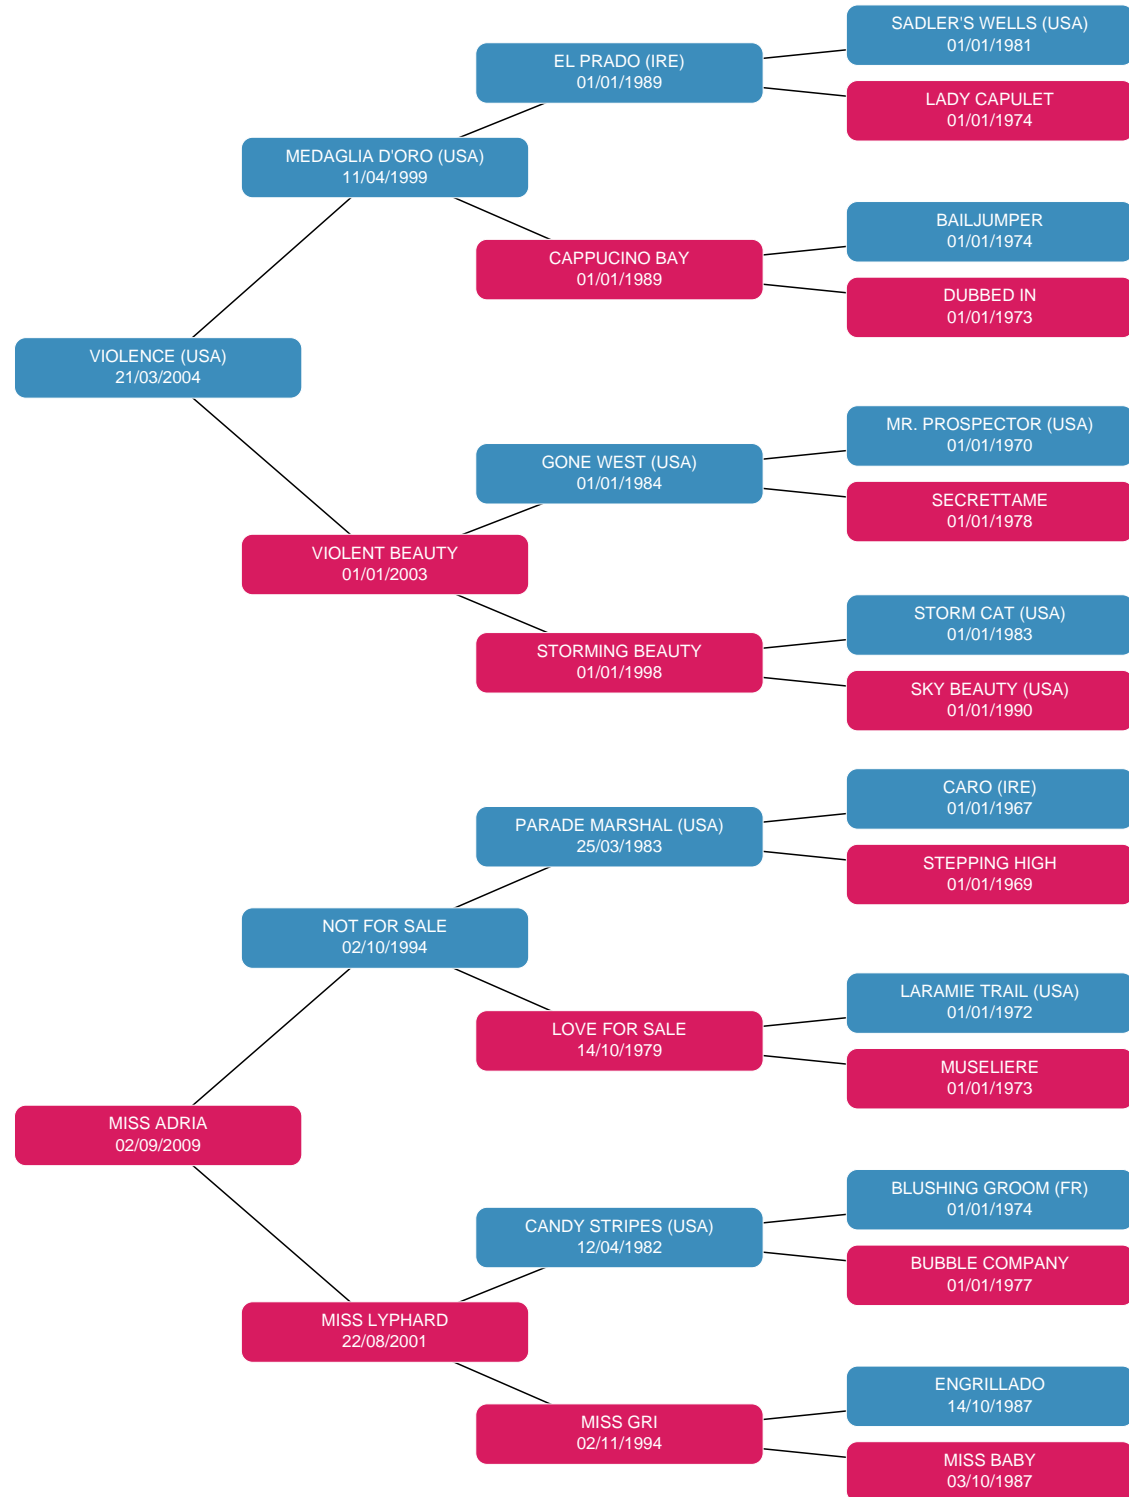 SADLER'S WELLS (USA)
01/01/1981
EL PRADO (IRE)
01/01/1989
LADY CAPULET
01/01/1974
MEDAGLIA D'ORO (USA)
11/04/1999
BAILJUMPER
01/01/1974
CAPPUCINO BAY
01/01/1989
DUBBED IN
01/01/1973
VIOLENCE (USA)
21/03/2004
MR. PROSPECTOR (USA)
01/01/1970
GONE WEST (USA)
01/01/1984
SECRETTAME
01/01/1978
VIOLENT BEAUTY
01/01/2003
STORM CAT (USA)
01/01/1983
STORMING BEAUTY
01/01/1998
SKY BEAUTY (USA)
01/01/1990
CARO (IRE)
01/01/1967
PARADE MARSHAL (USA)
25/03/1983
STEPPING HIGH
01/01/1969
NOT FOR SALE
02/10/1994
LARAMIE TRAIL (USA)
01/01/1972
LOVE FOR SALE
14/10/1979
MUSELIERE
01/01/1973
MISS ADRIA
02/09/2009
BLUSHING GROOM (FR)
01/01/1974
CANDY STRIPES (USA)
12/04/1982
BUBBLE COMPANY
01/01/1977
MISS LYPHARD
22/08/2001
ENGRILLADO
14/10/1987
MISS GRI
02/11/1994
MISS BABY
03/10/1987